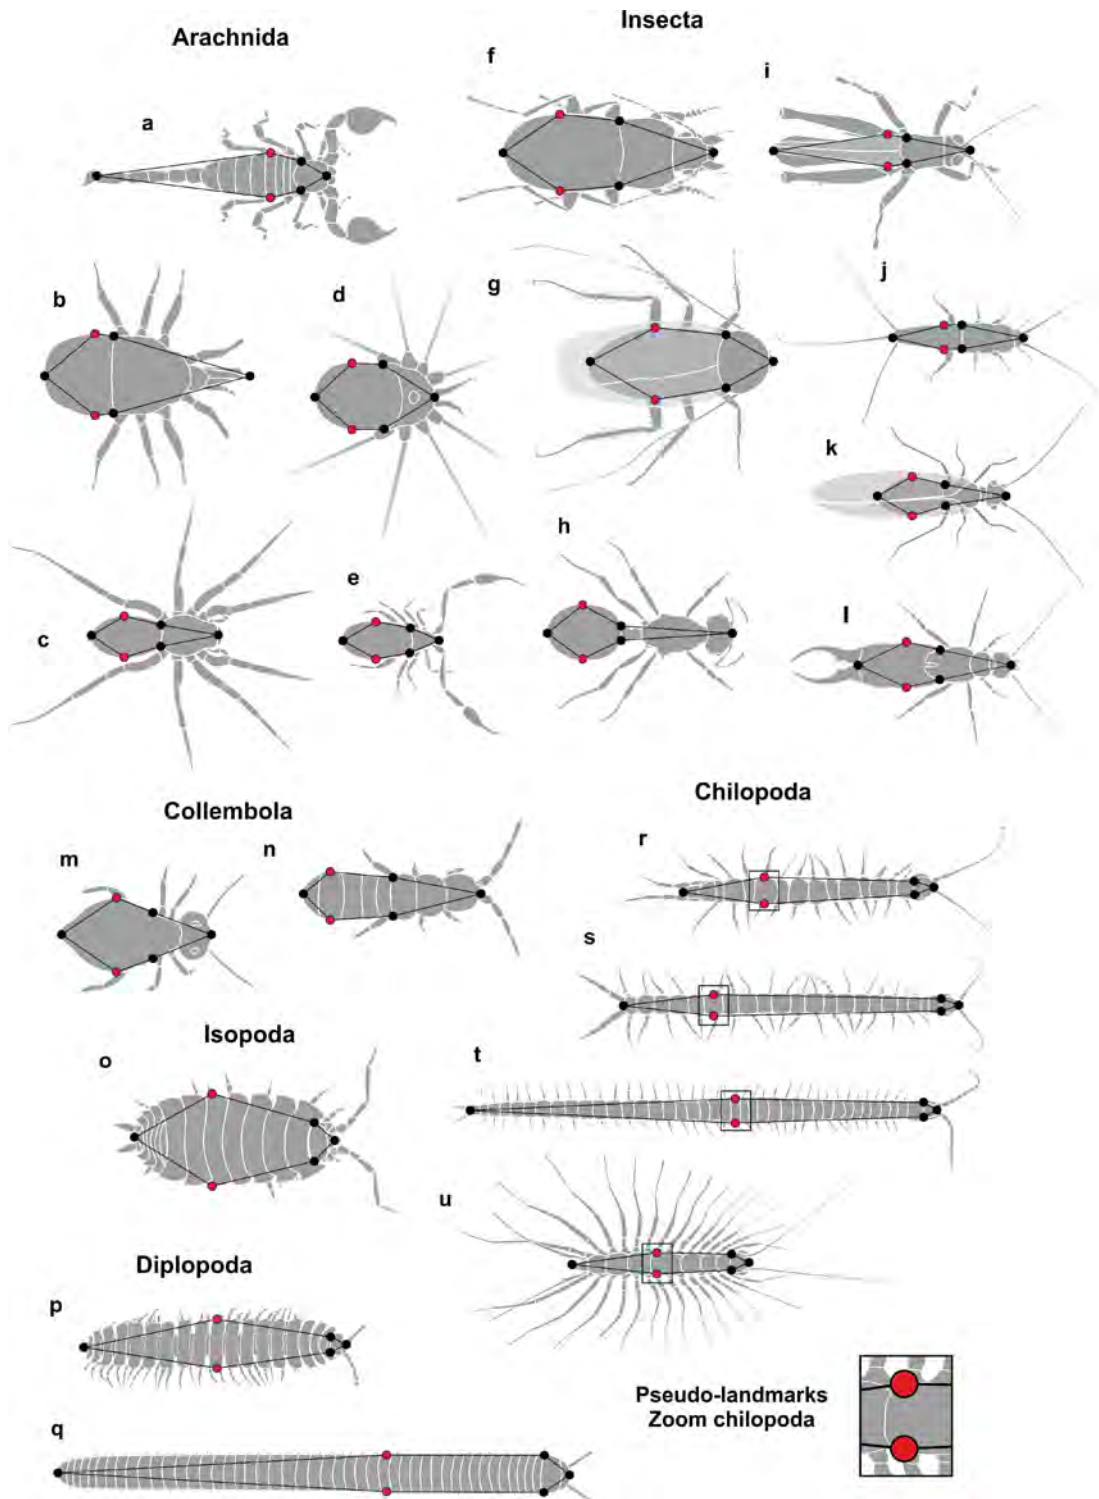 Arachnida
Insecta
a
f
i
b
d
g
j
k
c
e
h
l
Collembola
Chilopoda
m
n
r
s
Isopoda
o
t
u
Diplopoda
p
q
Pseudo-landmarks
Zoom chilopoda